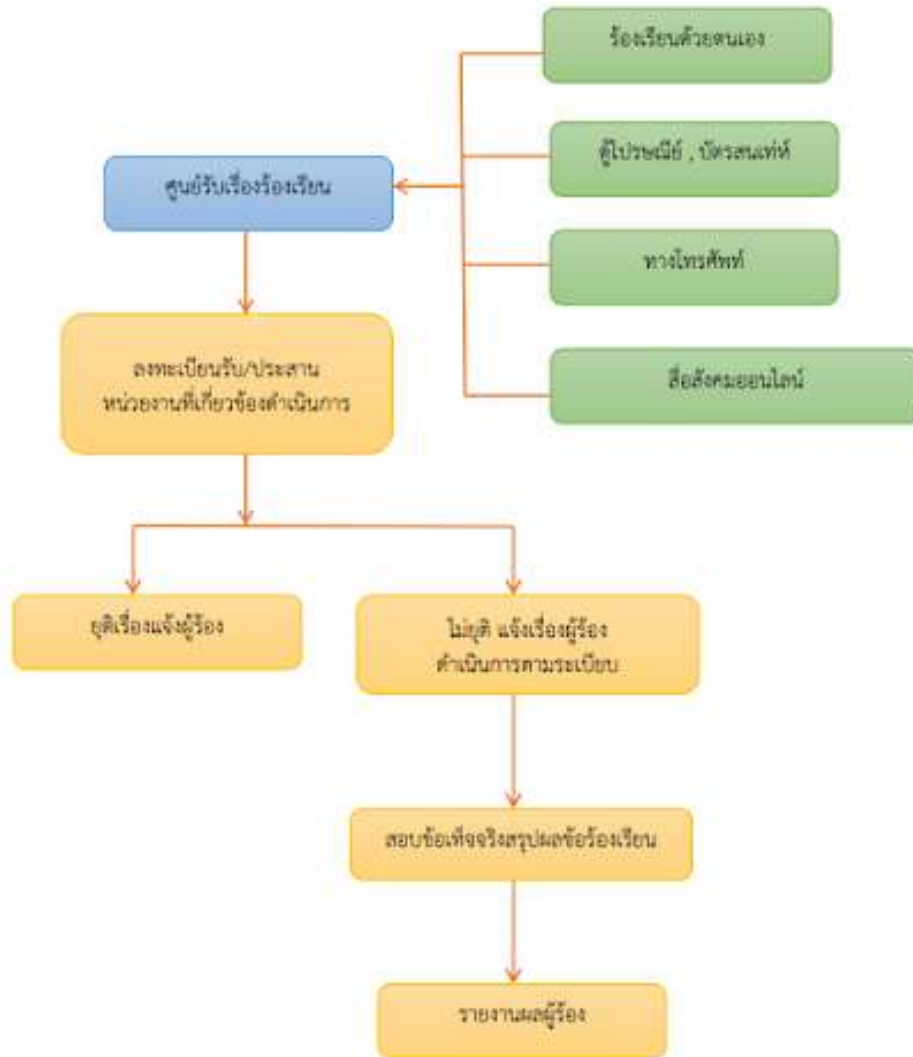 ร้องเรียนด้วยตนเอง
ตู้ไปรษณีย์ , บัตรสนเท่ห์
ศูนย์รับเรื่องร้องเรียน
ทางโทรศัพท์
ลงทะเบียนรับ/ประสาน
หน่วยงานที่เกี่ยวข้องดำเนินการ
สื่อสังคมออนไลน์
ยุติเรื่องแจ้งผู้ร้อง
ไม่ยุติ แจ้งเรื่องผู้ร้อง
ดำเนินการตามระเบียบ
สอบข้อเท็จจริงสรุปผลข้อร้องเรียน
รายงานผลผู้ร้อง